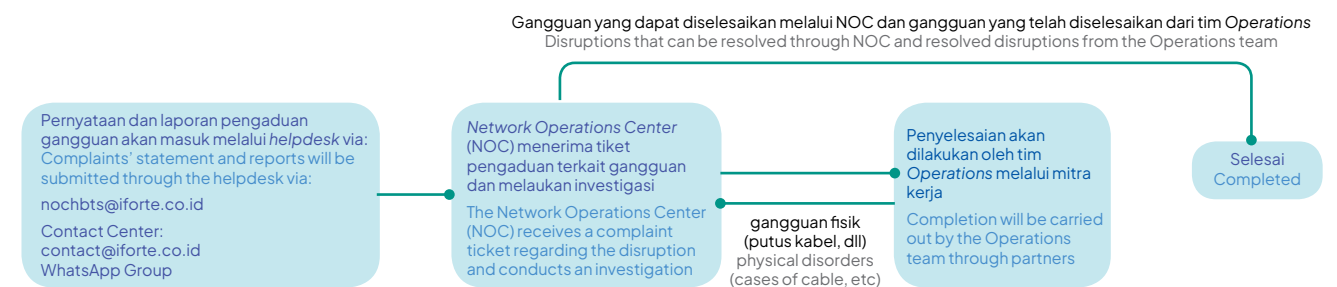 Gangguan yang dapat diselesaikan melalui NOC dan gangguan yang telah diselesaikan dari tim Operations
Disruptions that can be resolved through NOC and resolved disruptions from the Operations team
Pernyataan dan laporan pengaduan
gangguan akan masuk melalui helpdesk via:
Complaints' statement and reports will be
submitted through the helpdesk via:
nochbts@iforte.co.id
Contact Center:
contact@iforte.co.id
WhatsApp Group
Network Operations Center
(NOC) menerima tiket
pengaduan terkait gangguan
dan melaukan investigasi
The Network Operations Center
(NOC) receives a complaint
ticket regarding the disruption
and conducts an investigation
gangguan fisik
(putus kabel, dll)
physical disorders
(cases of cable, etc)
Penyelesaian akan
dilakukan oleh tim
Operations melalui mitra
kerja
Completion will be carried
out by the Operations
team through partners
Selesai
Completed